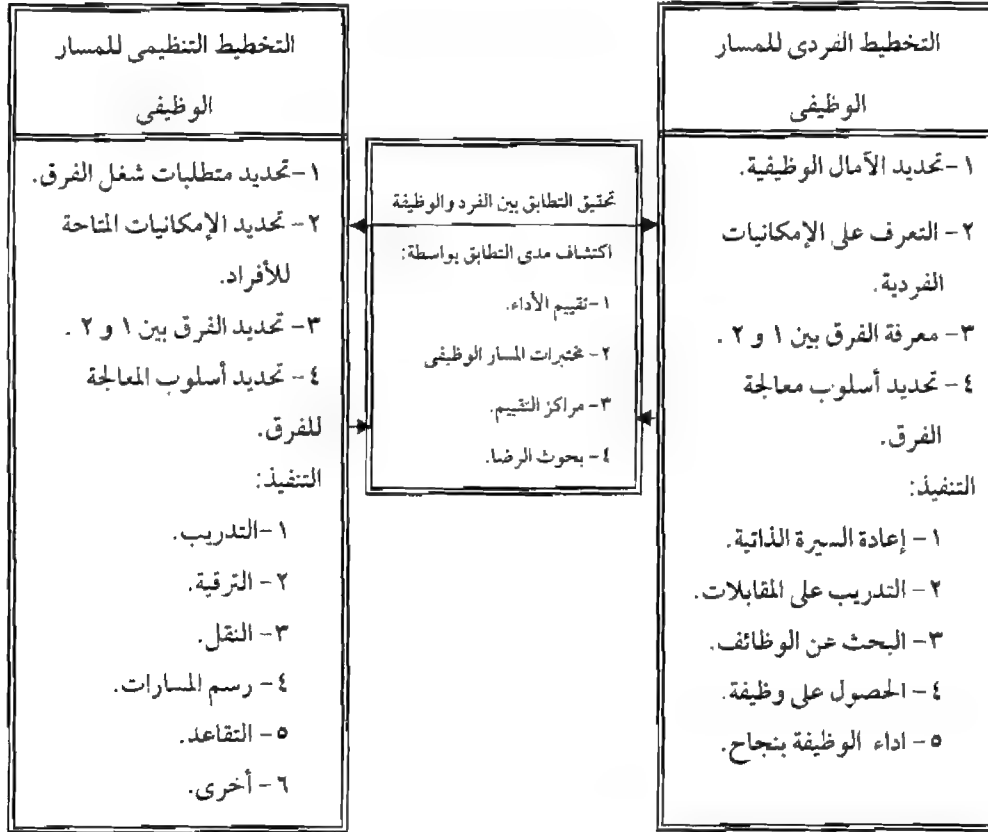 التخطيط الفردى للمسار
الوظيفى
١- تحديد الآمال الوظيفية.
٢- التعرف على الإمكانيات
الفردية.
٣- معرفة الفرق بين ١ و ٢ .
٤- تحديد أسلوب معالجة
الفرق.
التنفيذ:
١- إعادة السيرة الذاتية.
٢- التدريب على المقابلات.
٣- البحث عن الوظائف.
٤- الحصول على وظيفة.
٥- اداء الوظيفة بنجاح.
تحقيق التطابق بين الفرد والوظيفة
اكتشاف مدى التطابق بواسطة:
١- تقييم الأداء.
٢- مختبرات المسار الوظيفى
٣- مراكز التقييم.
٤- بحوث الرضا.
التخطيط التنظيمى للمسار
الوظيفى
١- تحديد متطلبات شغل الفرق.
٢- تحديد الإمكانيات المتاحة
للأفراد.
٣- تحديد الفرق بين ١ و ٢ .
٤- تحديد أسلوب المعالجة
للفرق.
التنفيذ:
١- التدريب.
٢- الترقية.
٣- النقل.
٤- رسم المسارات.
٥- التقاعد.
٦- أخرى.